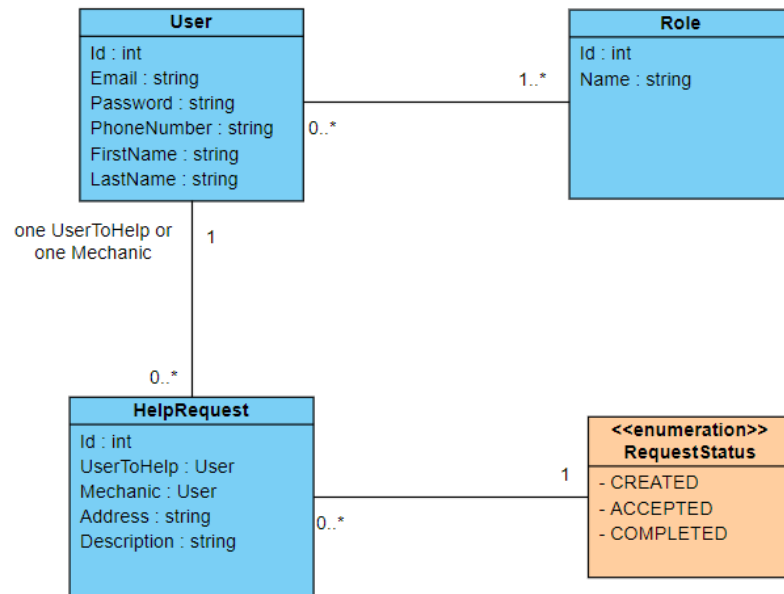 User
Id : int
Email : string
Password : string
PhoneNumber : string
FirstName : string
LastName : string
Role
Id : int
Name : string
1..*
0..*
one UserToHelp or
one Mechanic
1
0..*
HelpRequest
Id : int
UserToHelp : User
Mechanic : User
Address : string
Description : string
1
0..*
<<enumeration>>
RequestStatus
- CREATED
- ACCEPTED
- COMPLETED